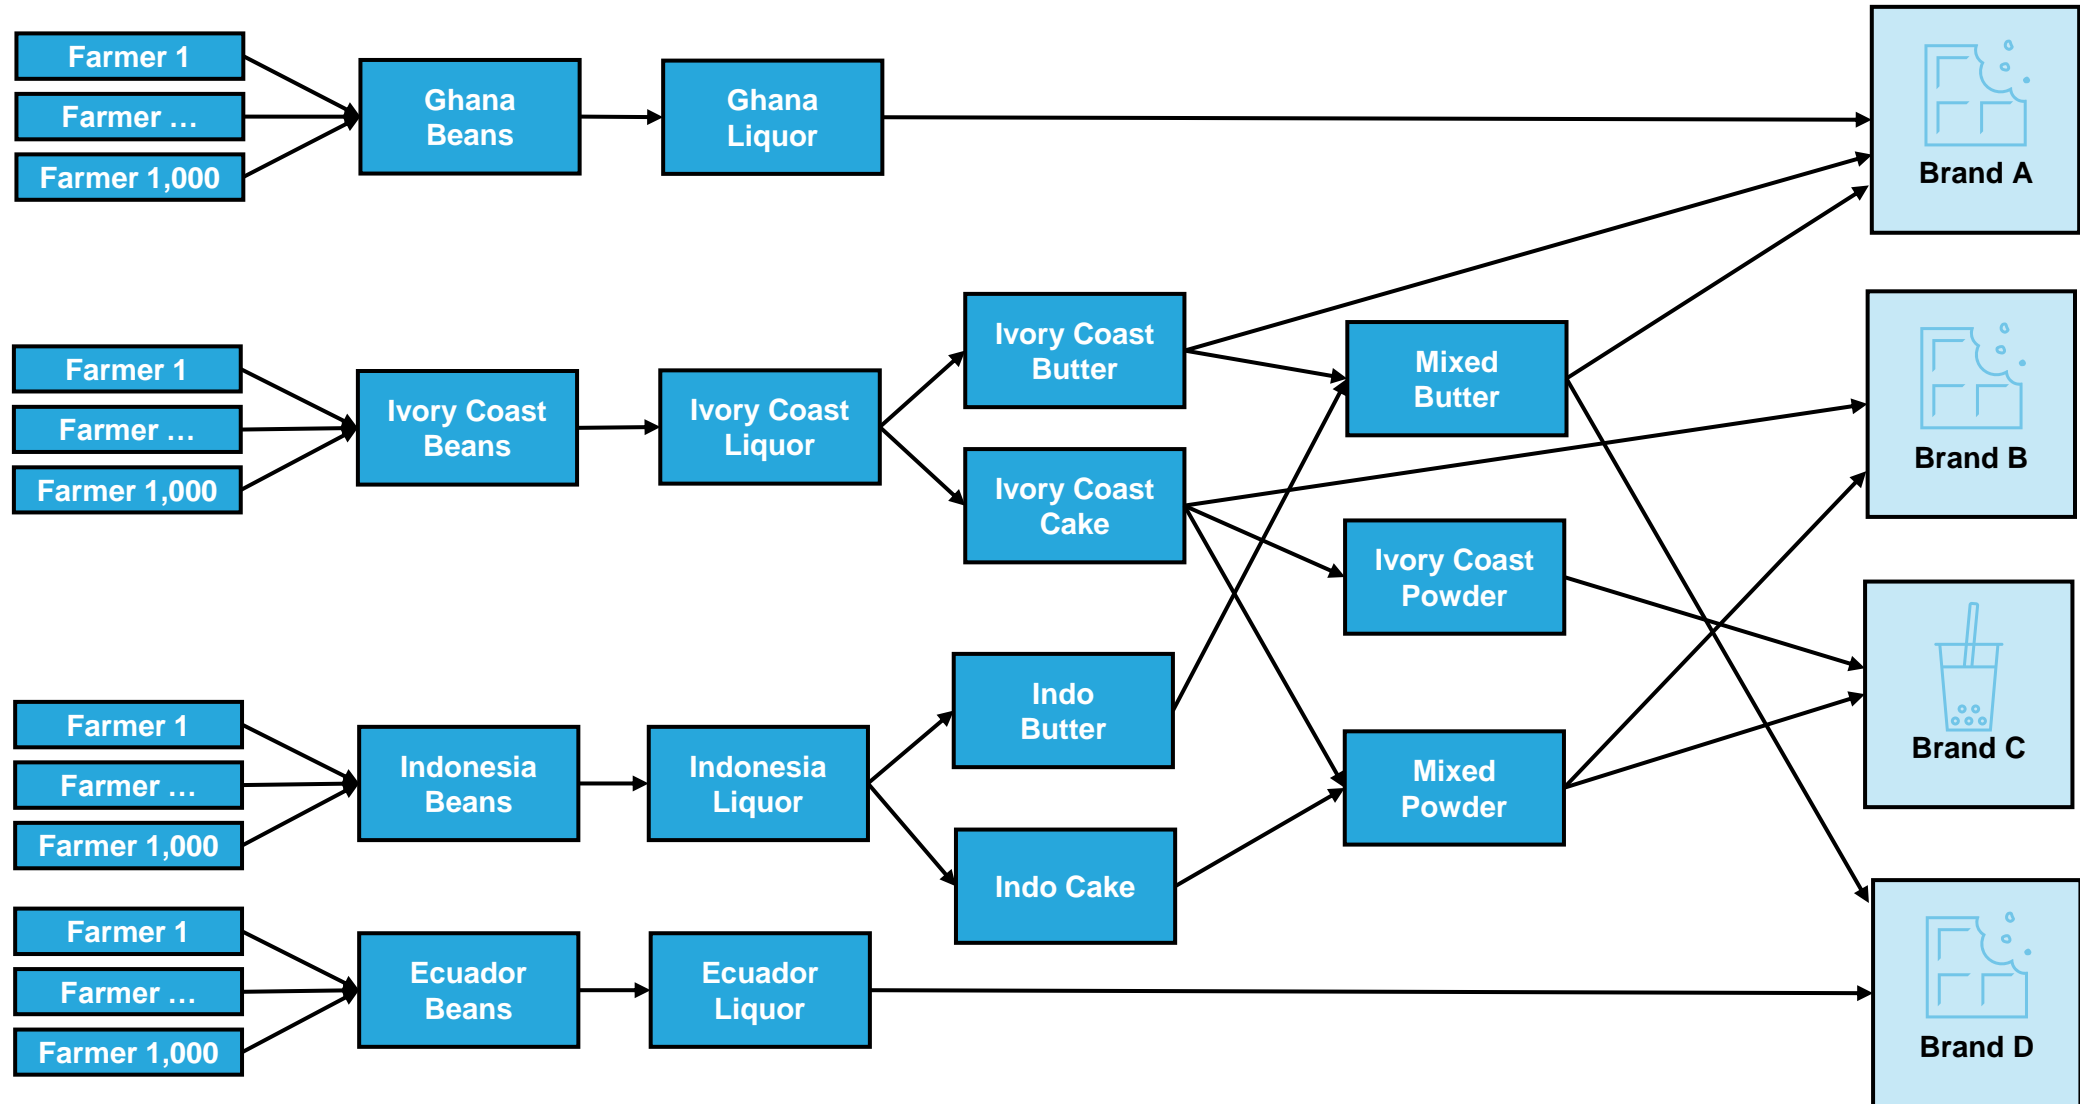 Farmer 1
Farmer …
Farmer 1,000
Ghana
Beans
Ghana
Liquor
Brand A
Farmer 1
Farmer …
Farmer 1,000
Ivory Coast
Beans
Ivory Coast
Liquor
Ivory Coast
Butter
Ivory Coast
Cake
Mixed
Butter
Ivory Coast
Powder
Brand B
Brand C
Farmer 1
Farmer …
Farmer 1,000
Indonesia
Beans
Indonesia
Liquor
Indo
Butter
Indo Cake
Mixed
Powder
Farmer 1
Farmer …
Farmer 1,000
Ecuador
Beans
Ecuador
Liquor
Brand D